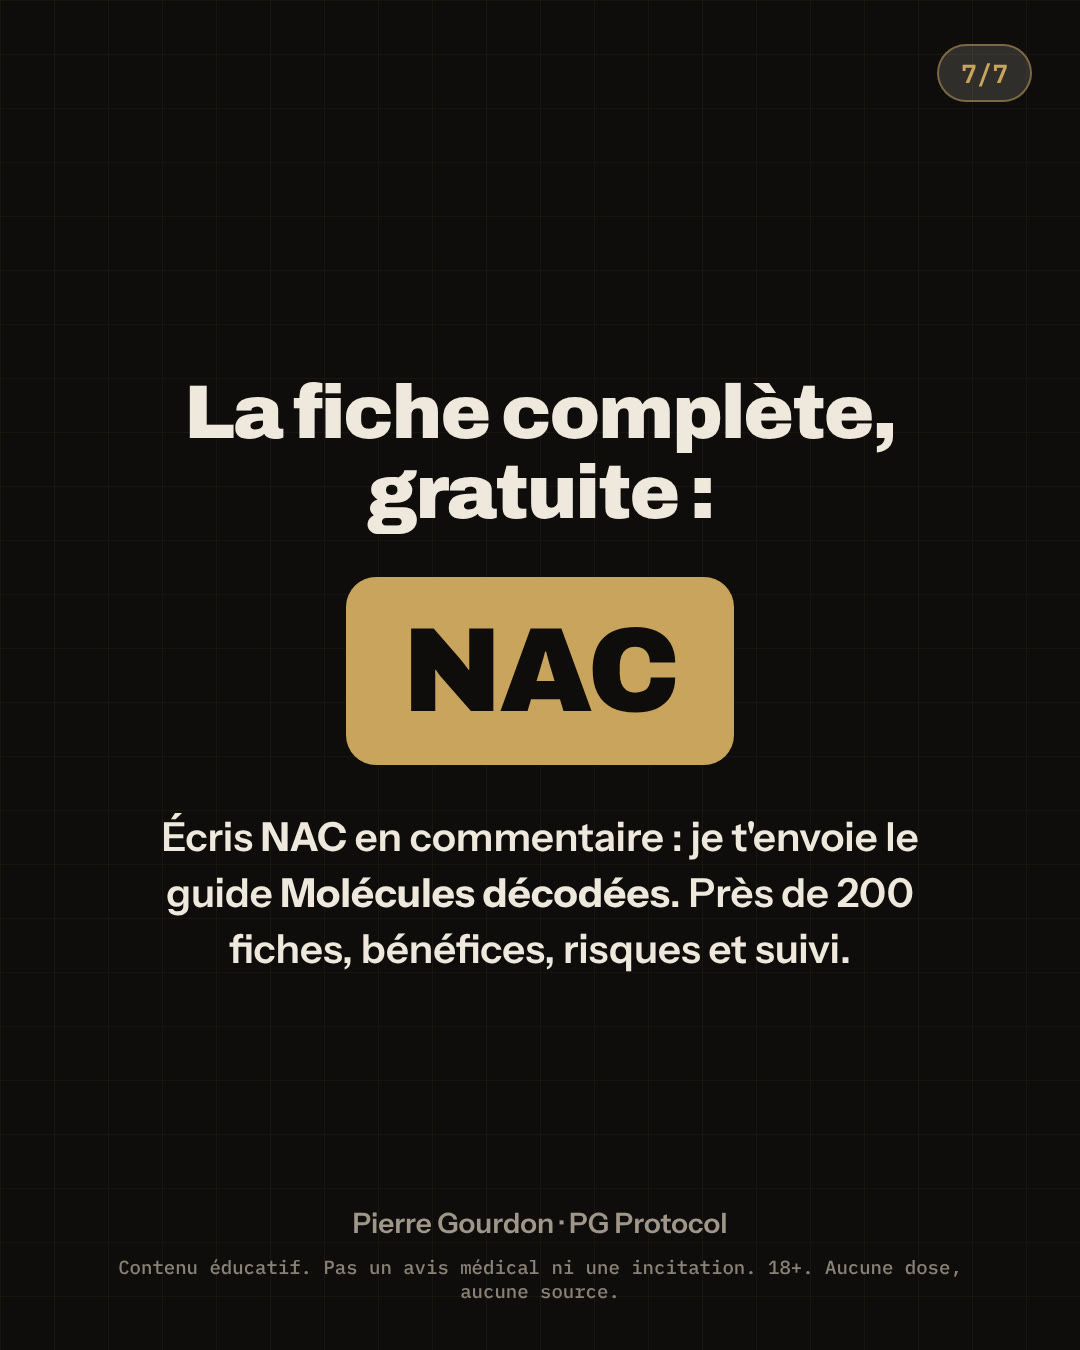 7/7
La fiche complète,
gratuite :
NAC
Écris NAC en commentaire : je t'envoie le
guide Molécules décodées. Près de 200
fiches, bénéfices, risques et suivi.
Pierre Gourdon · PG Protocol
Contenu éducatif. Pas un avis médical ni une incitation. 18+. Aucune dose,
aucune source.